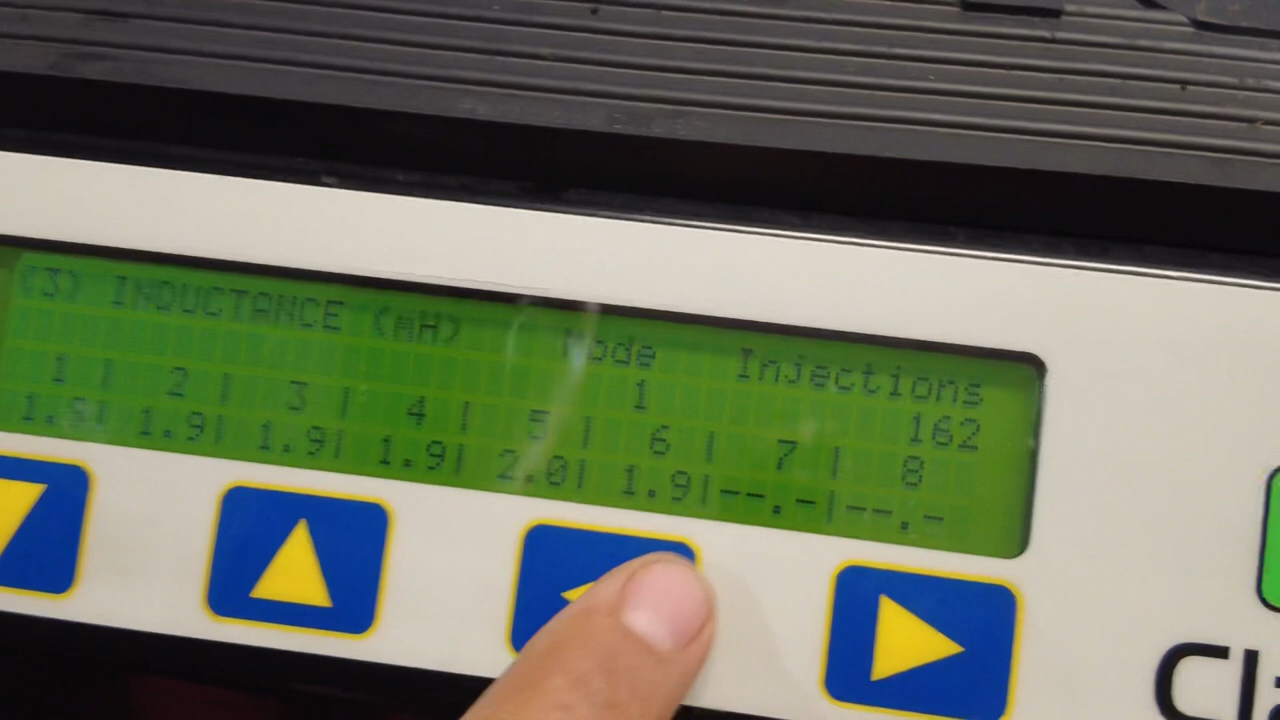 (3) INDUCTANCE (mH) Mode Injections
1 162
1 | 2 | 3 | 4 | 5 | 6 | 7 | 8
1.9| 1.9| 1.9| 1.9| 2.0| 1.9|--.-|--.-